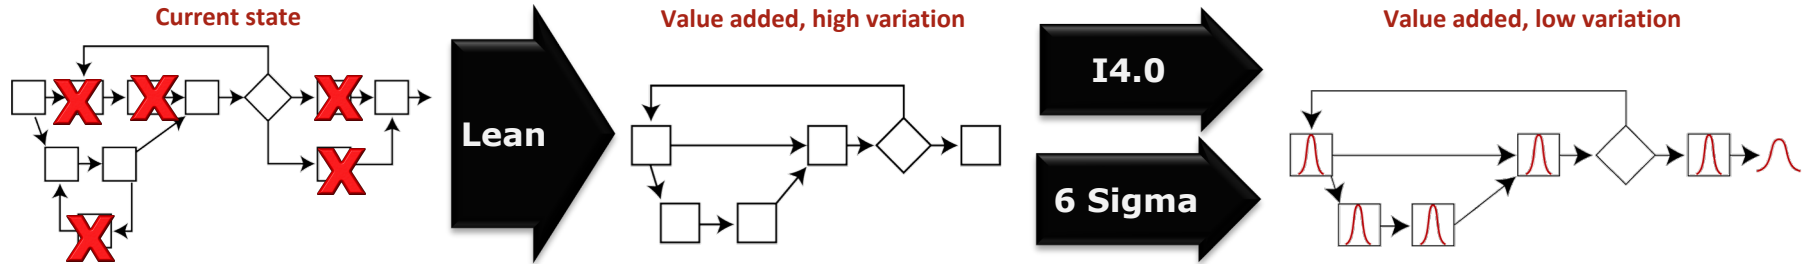 Current state
Value added, high variation
Value added, low variation
Lean
I4.0
6 Sigma